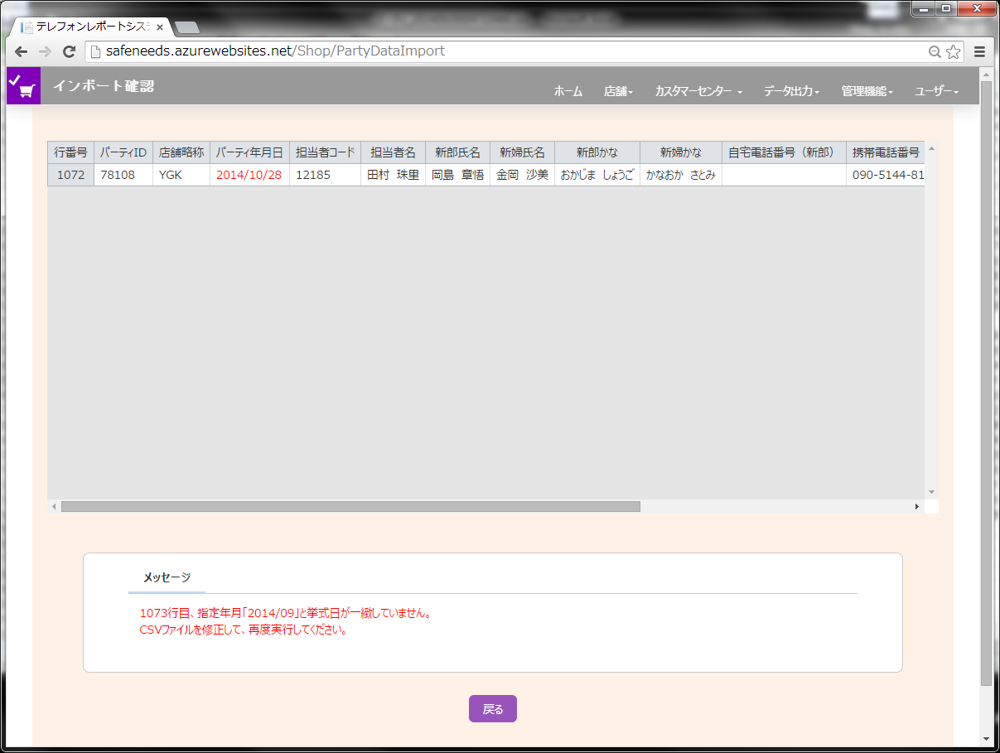 テレフォンレポートシステ
safeneeds.azurewebsites.net/Shop/PartyDataImport
インポート確認
ホーム 店舗 カスタマーセンター データ出力 管理機能 ユーザー
行番号 パーティID 店舗略称 パーティ年月日 担当者コード 担当者名 新郎氏名 新婦氏名 新郎かな 新婦かな 自宅電話番号（新郎） 携帯電話番号
1072 78108 YGK 2014/10/28 12185 田村 珠里 岡島 章悟 金岡 沙美 おかじま しょうご かなおか さとみ 090-5144-81
メッセージ
1073行目、指定年月「2014/09」と挙式日が一緻していません。
CSVファイルを修正して、再度実行してください。
戻る